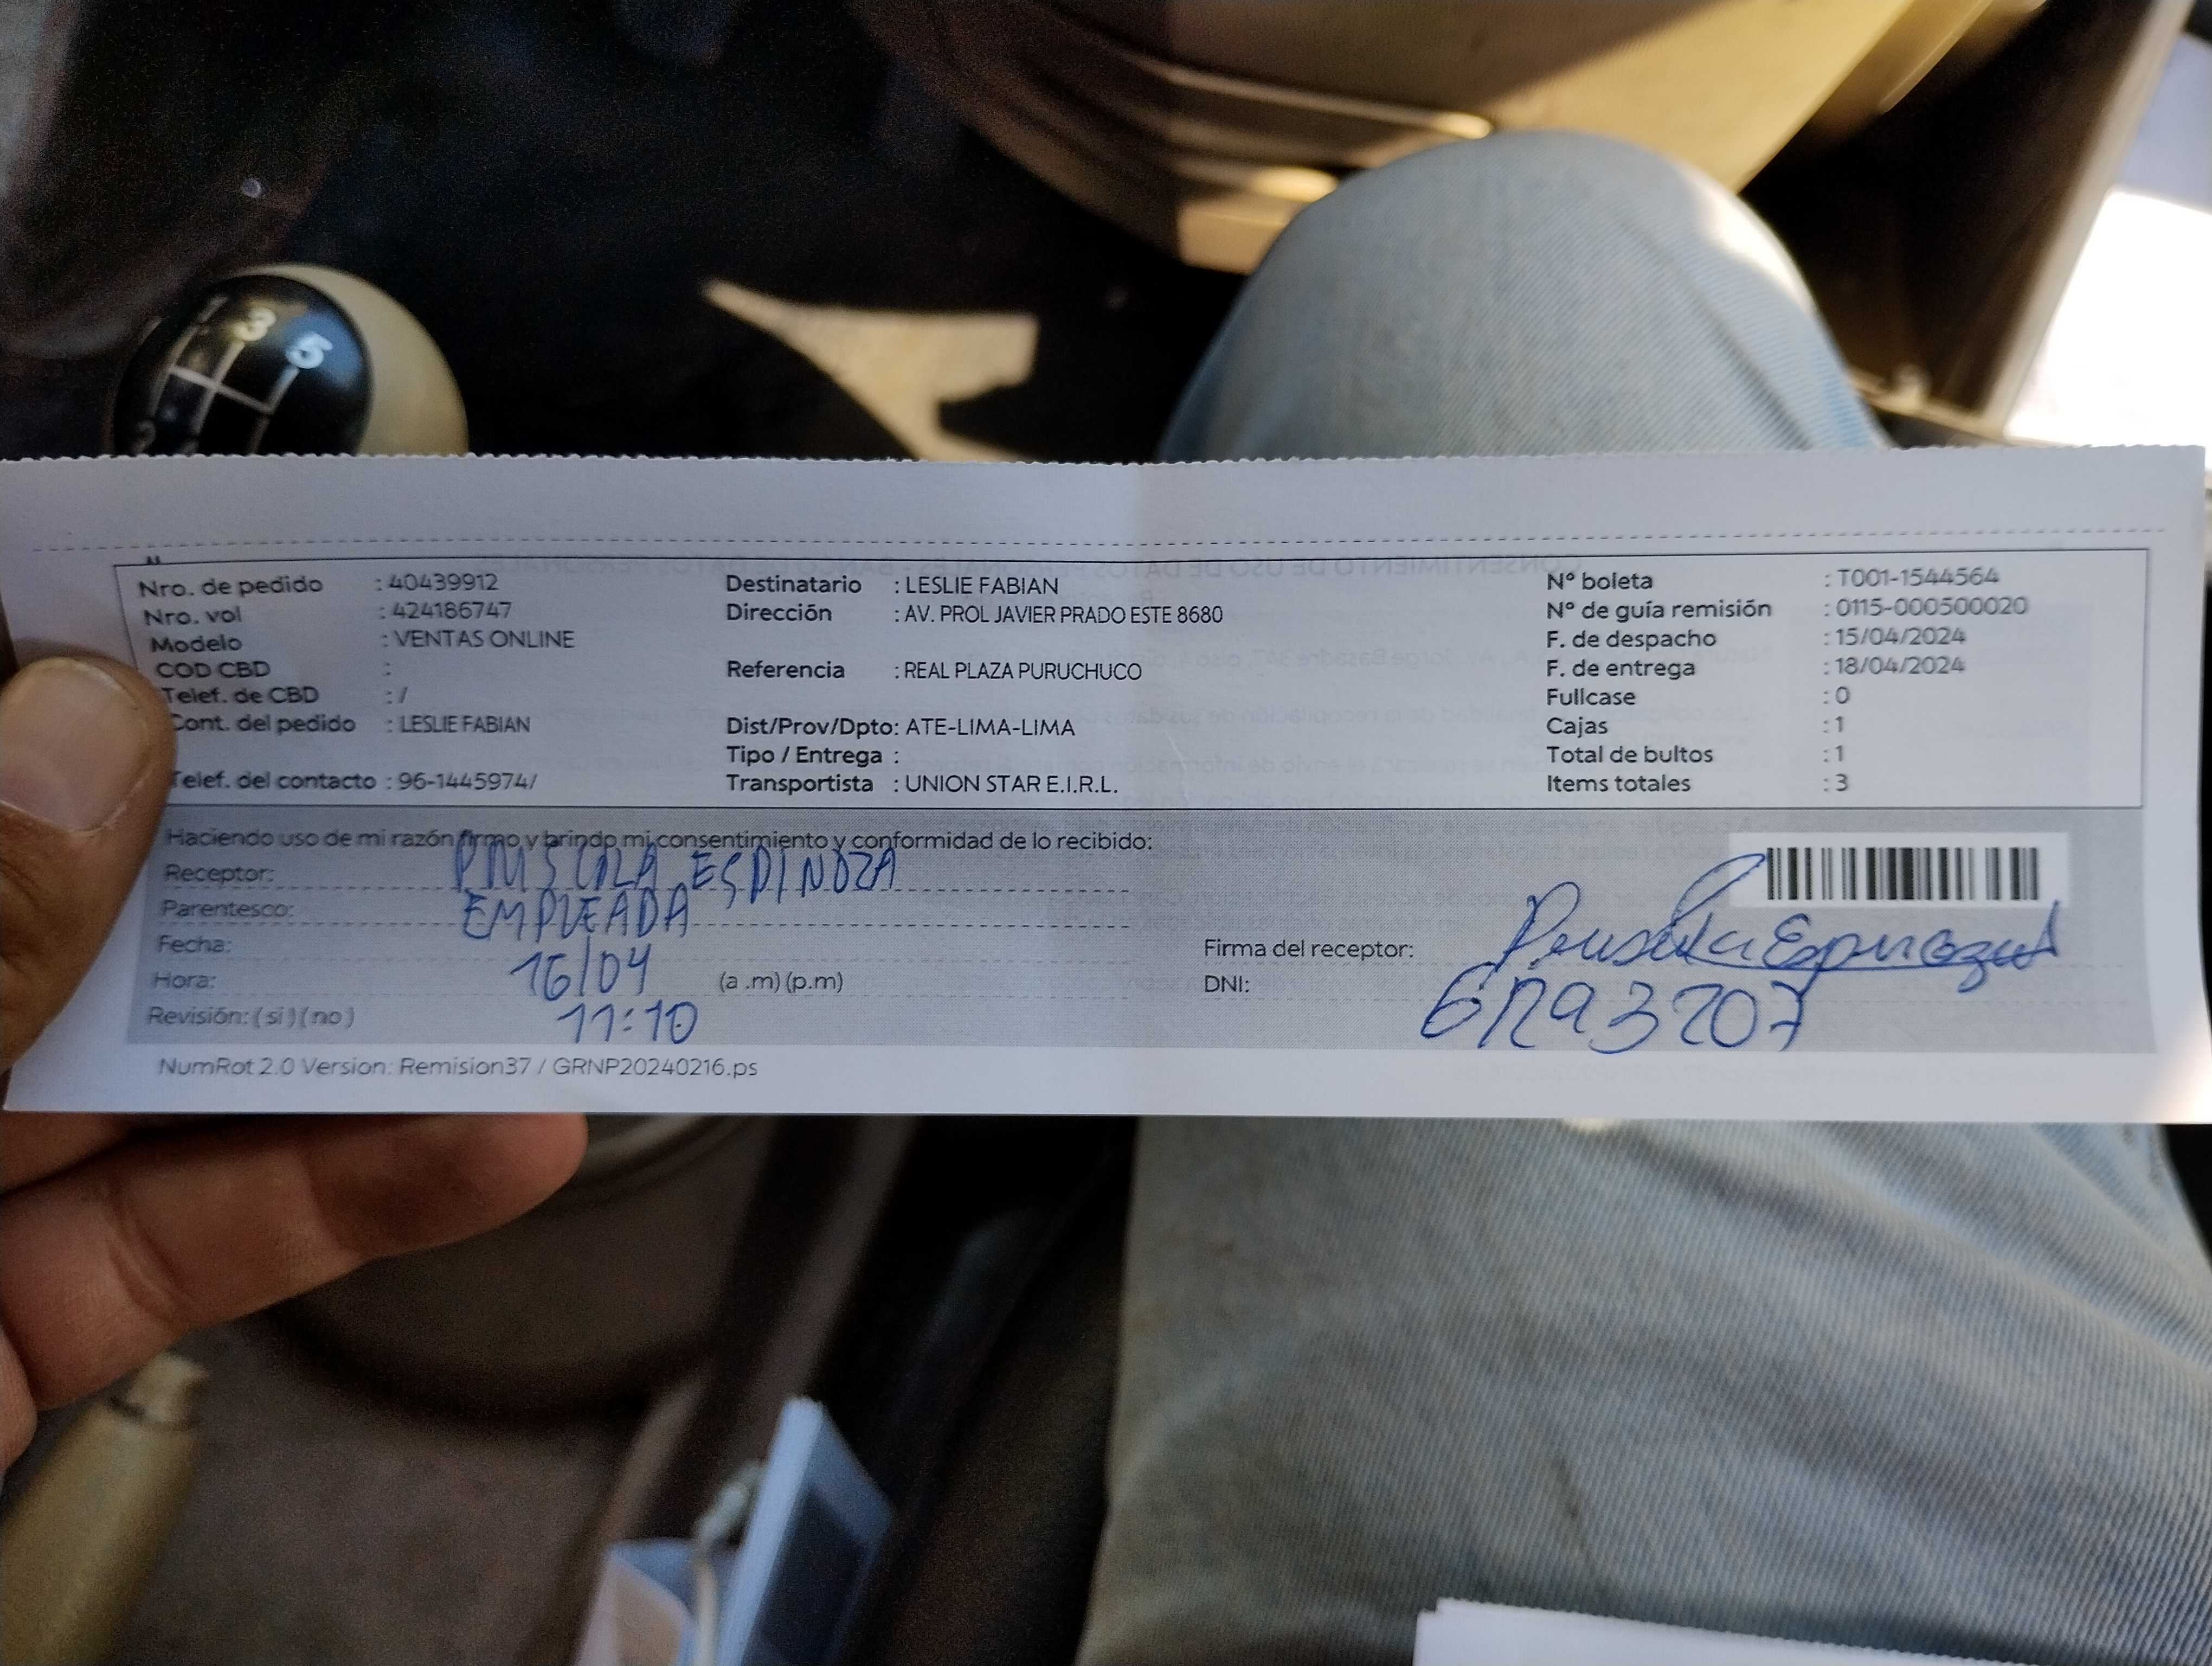 3 5
Nro. de pedido : 40439912
Nro. vol : 424186747
Modelo : VENTAS ONLINE
COD CBD :
Telef. de CBD : /
Cont. del pedido : LESLIE FABIAN
Telef. del contacto : 96-1445974/
Destinatario : LESLIE FABIAN
Dirección : AV. PROL JAVIER PRADO ESTE 8680
Referencia : REAL PLAZA PURUCHUCO
Dist/Prov/Dpto: ATE-LIMA-LIMA
Tipo / Entrega :
Transportista : UNION STAR E.I.R.L.
N° boleta : T001-1544564
N° de guía remisión : 0115-000500020
F. de despacho : 15/04/2024
F. de entrega : 18/04/2024
Fullcase : 0
Cajas : 1
Total de bultos : 1
Items totales : 3
Haciendo uso de mi razón firmo y brindo mi consentimiento y conformidad de lo recibido:
Receptor: ESPINOZA
Parentesco: EMPLEADA
Fecha: 16/04
Hora: 11:10 (a .m) (p.m)
Revisión: ( si ) ( no )
Firma del receptor:
DNI:
NumRot 2.0 Version: Remision37 / GRNP20240216.ps